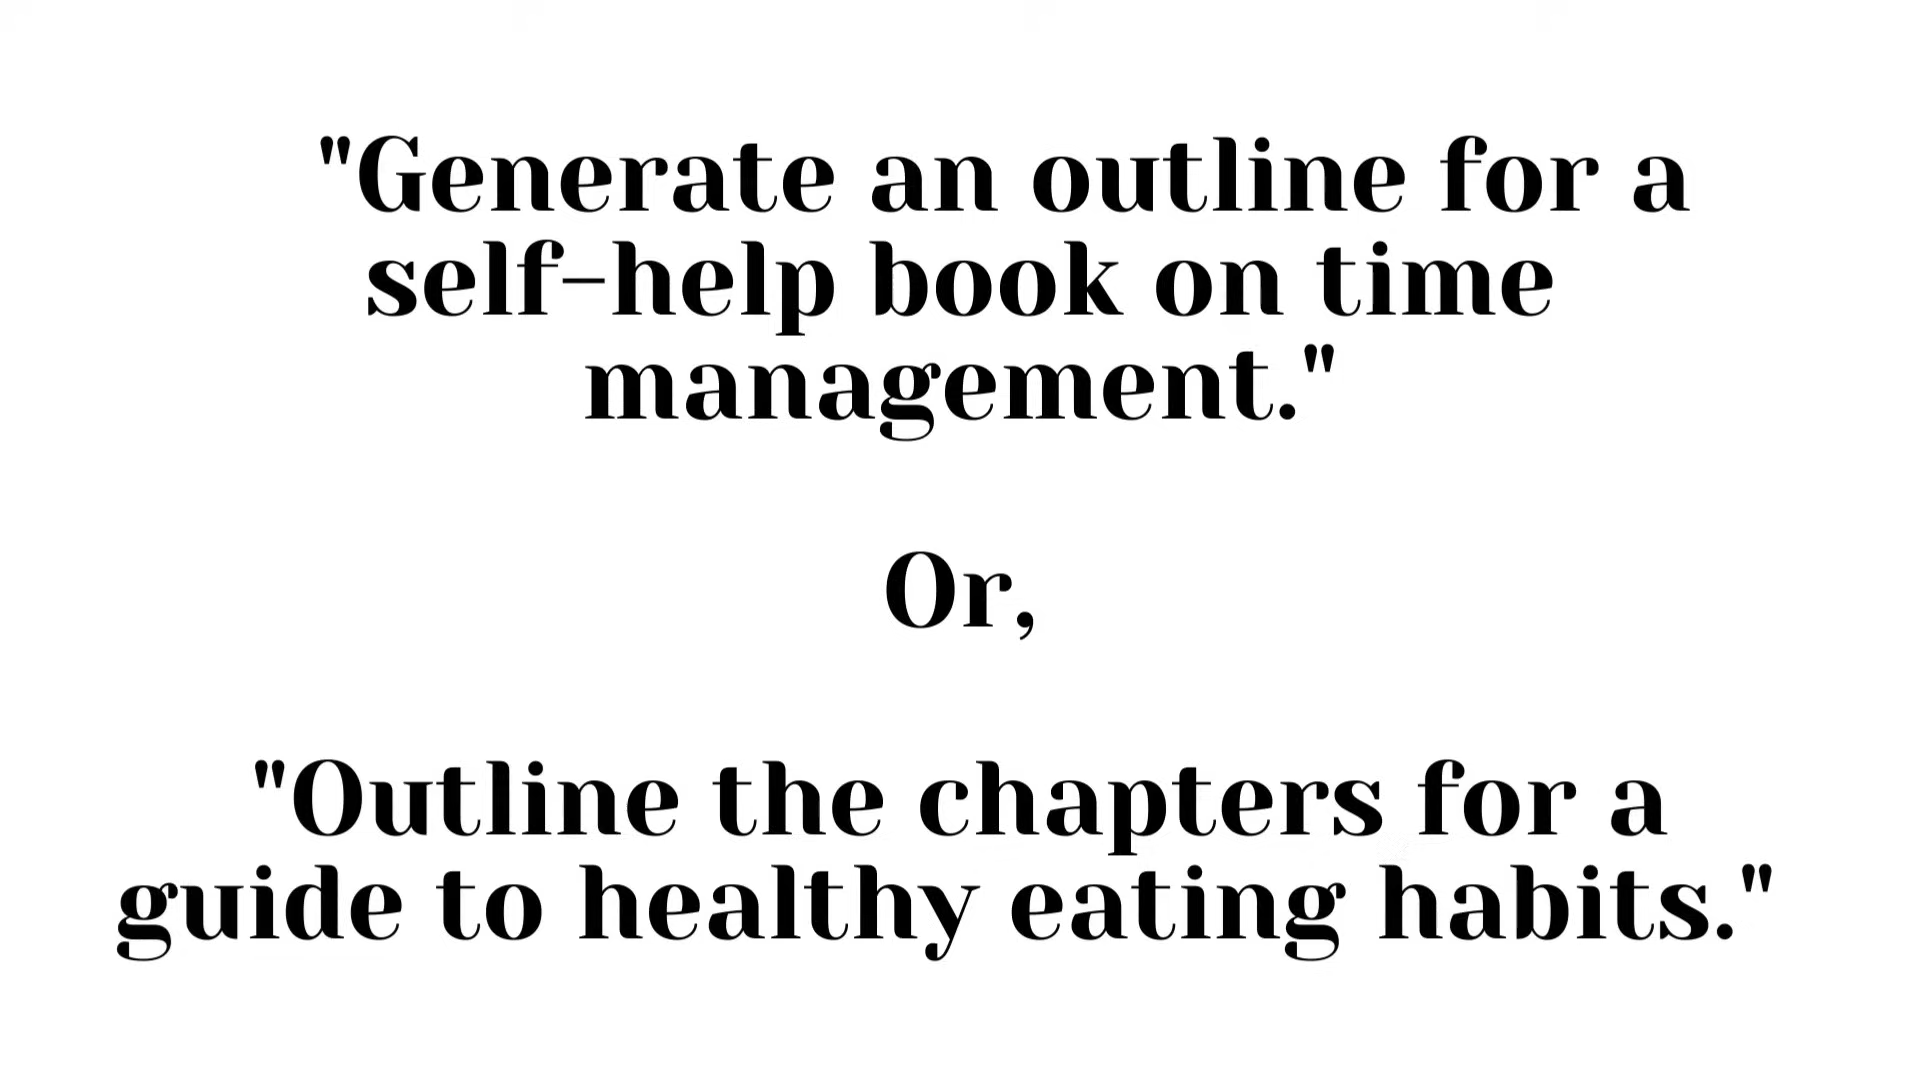 "Generate an outline for a
self-help book on time
management."
Or,
"Outline the chapters for a
guide to healthy eating habits."